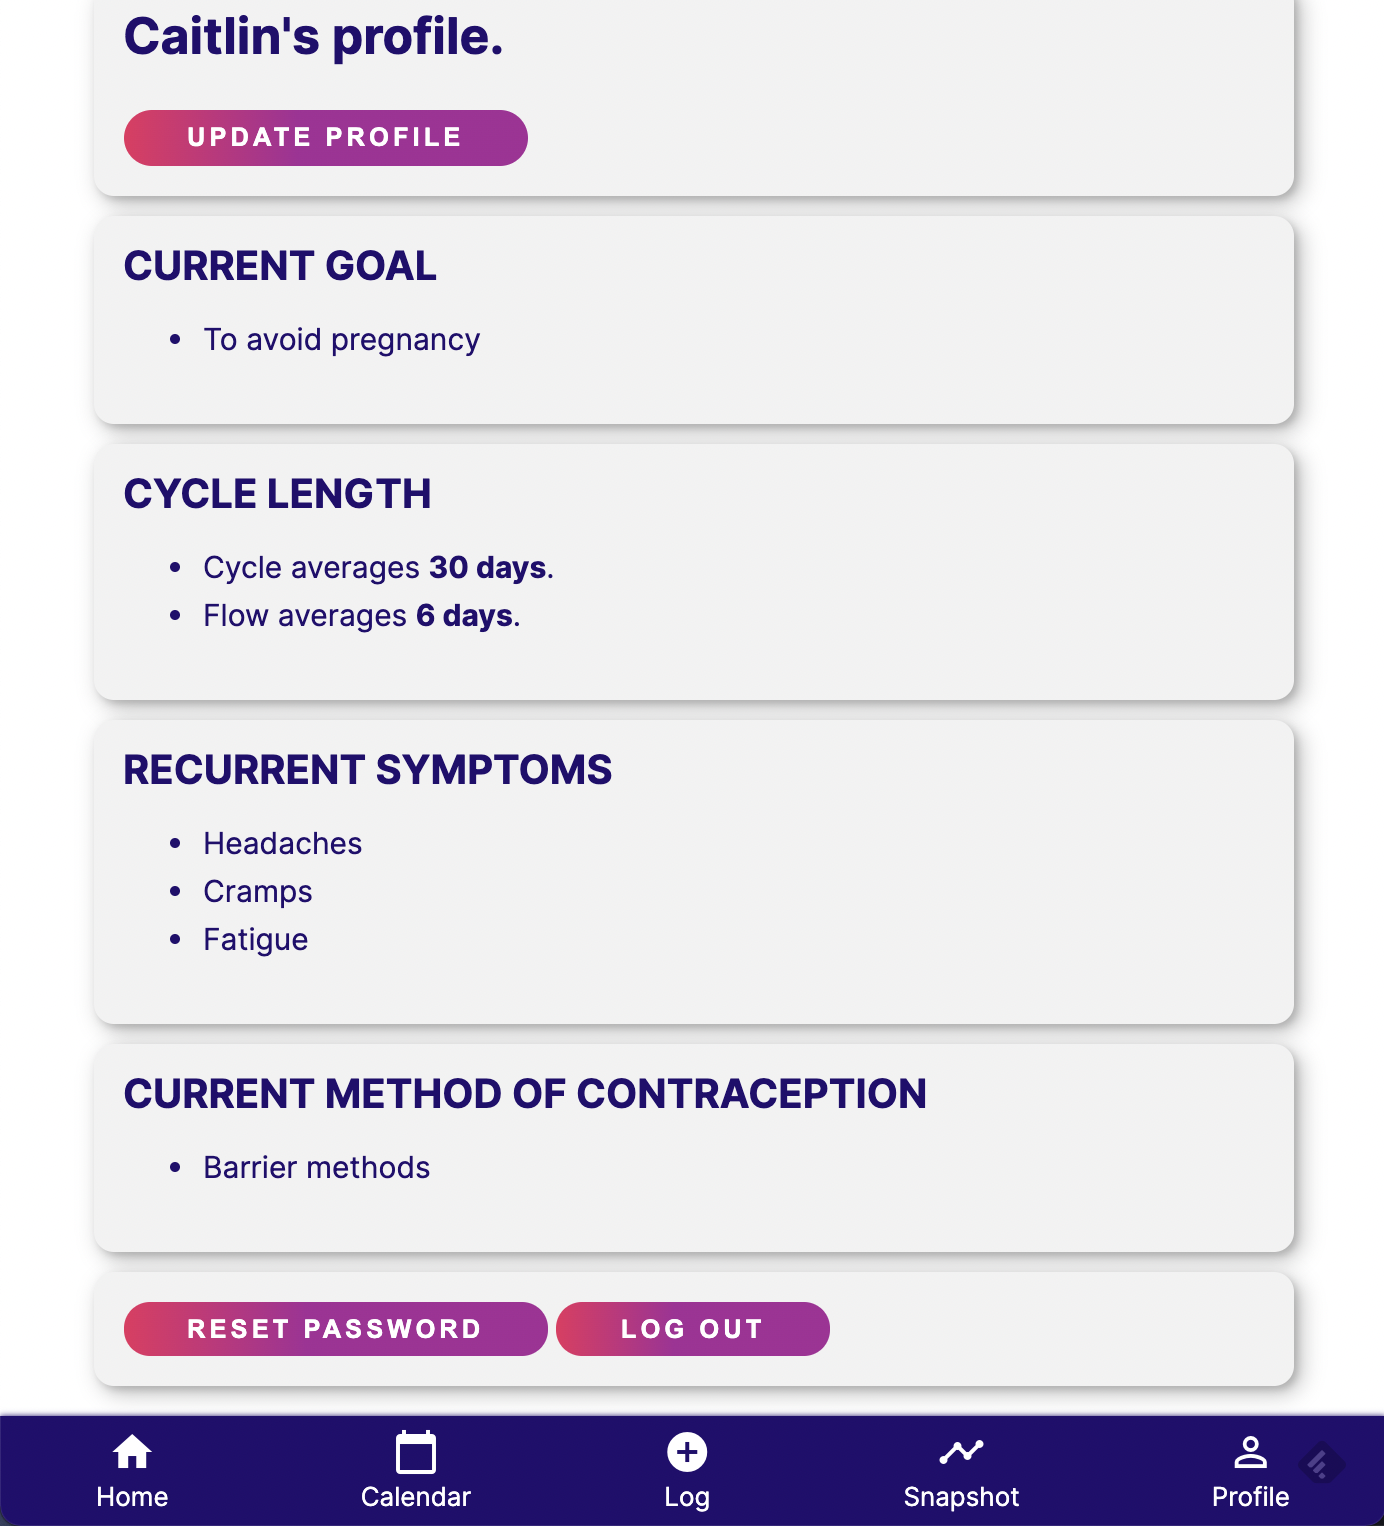 Caitlin's profile.
UPDATE PROFILE
CURRENT GOAL
• To avoid pregnancy
CYCLE LENGTH
• Cycle averages 30 days.
• Flow averages 6 days.
RECURRENT SYMPTOMS
• Headaches
• Cramps
• Fatigue
CURRENT METHOD OF CONTRACEPTION
• Barrier methods
RESET PASSWORD LOG OUT
Home Calendar Log Snapshot Profile